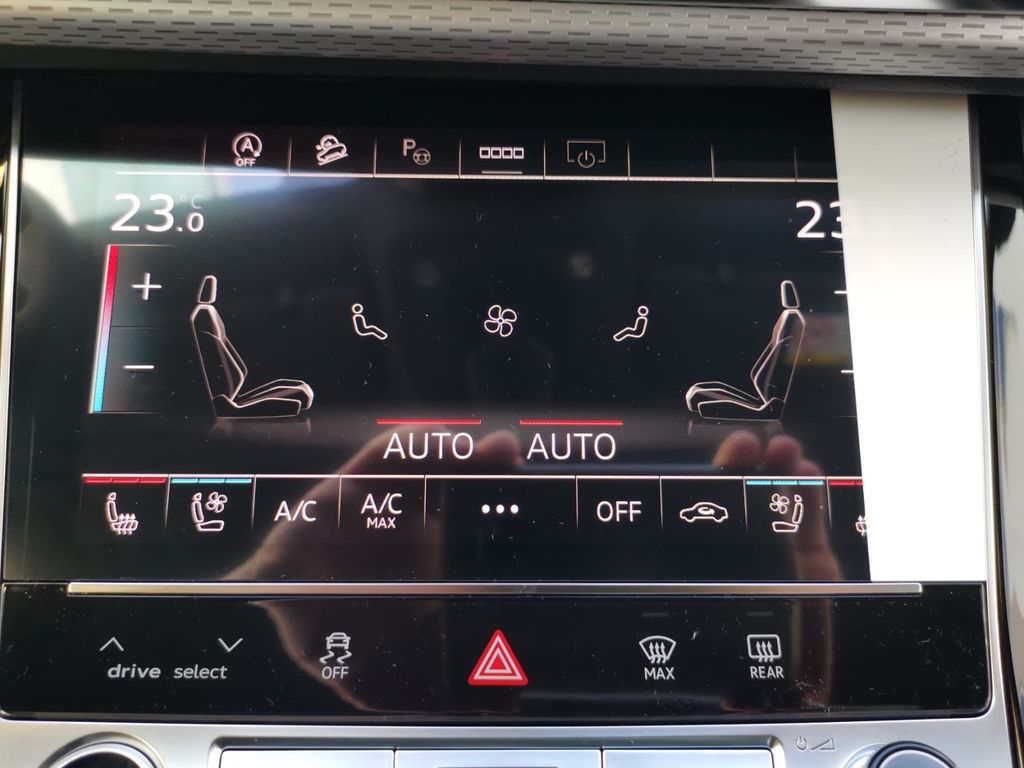 A
OFF
P
23.0 °C
23
AUTO
AUTO
A/C
A/C
MAX
OFF
drive select
OFF
MAX
REAR